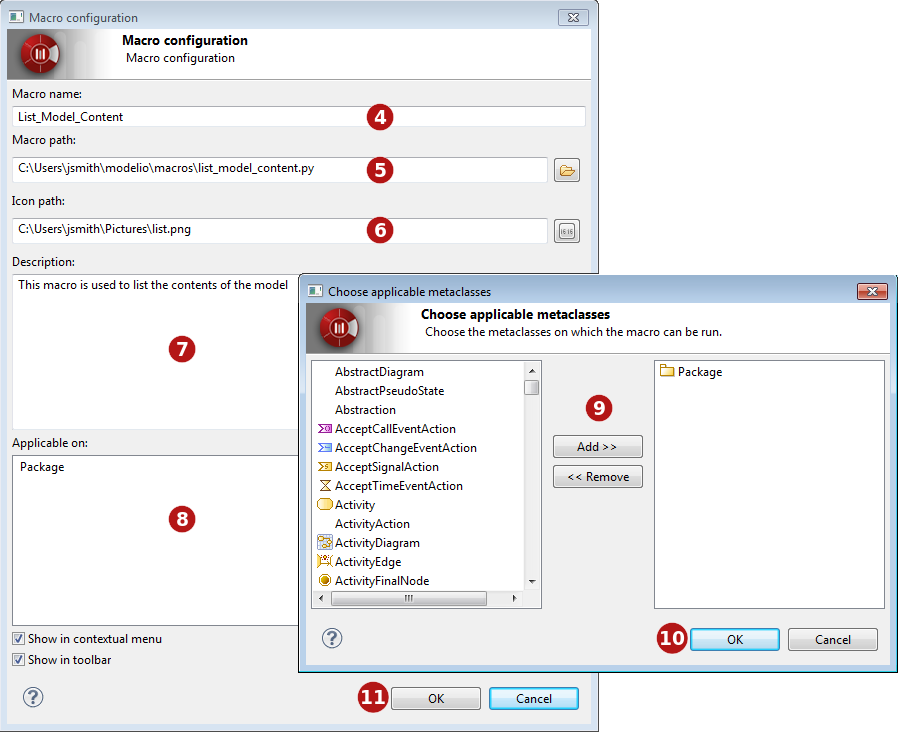 Macro configuration
Macro configuration
Macro configuration
Macro name:
List_Model_Content
4
Macro path:
C:\Users\jsmith\modelio\macros\list_model_content.py
5
Icon path:
C:\Users\jsmith\Pictures\list.png
6
Description:
This macro is used to list the contents of the model
7
Applicable on:
Package
8
Show in contextual menu
Show in toolbar
11
OK
Cancel
Choose applicable metaclasses
Choose applicable metaclasses
Choose the metaclasses on which the macro can be run.
AbstractDiagram
AbstractPseudoState
Abstraction
AcceptCallEventAction
AcceptChangeEventAction
AcceptSignalAction
AcceptTimeEventAction
Activity
ActivityAction
ActivityDiagram
ActivityEdge
ActivityFinalNode
9
Add >>
<< Remove
Package
10
OK
Cancel